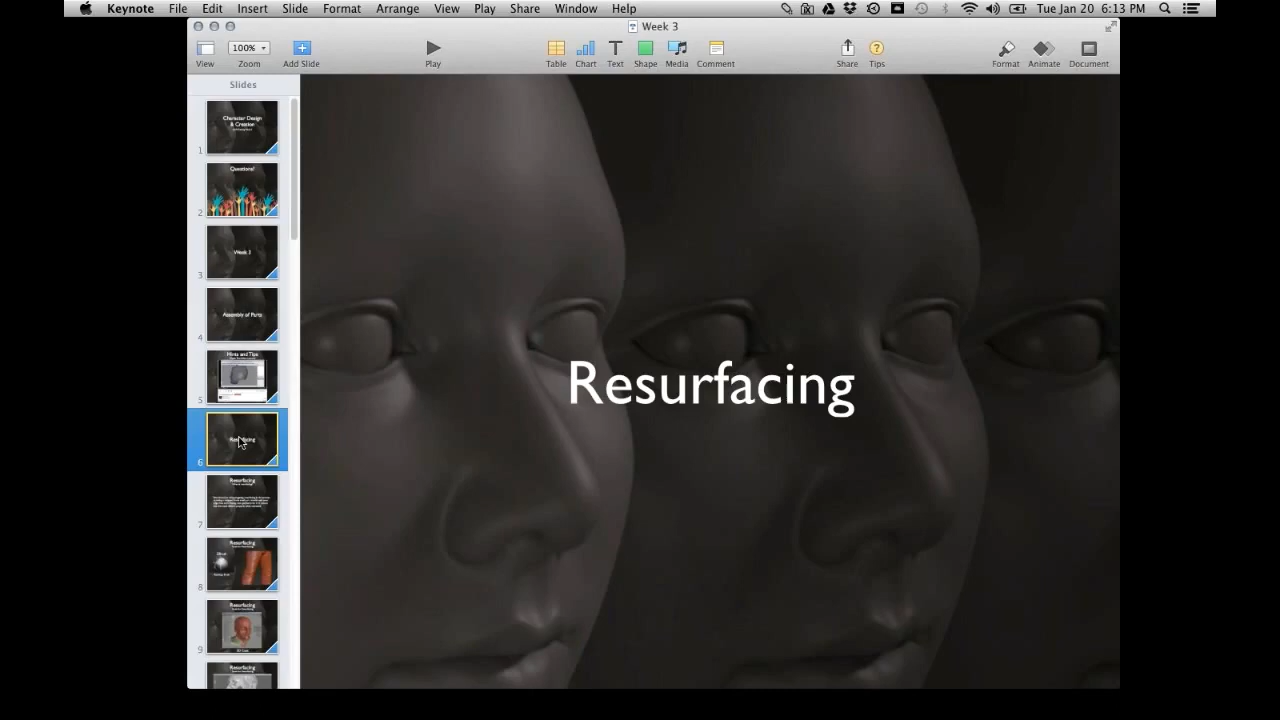 Keynote File Edit Insert Slide Format Arrange View Play Share Window Help Tue Jan 20 6:13 PM
Week 3
100%
View Zoom Add Slide Play Table Chart Text Shape Media Comment Share Tips Format Animate Document
Slides
Character Design
& Creation
1
Questions?
2
Week 3
3
Assembly of Parts
4
Hints and Tips
5
Resurfacing
6
Resurfacing
7
Resurfacing
8
Resurfacing
9
Resurfacing
Resurfacing